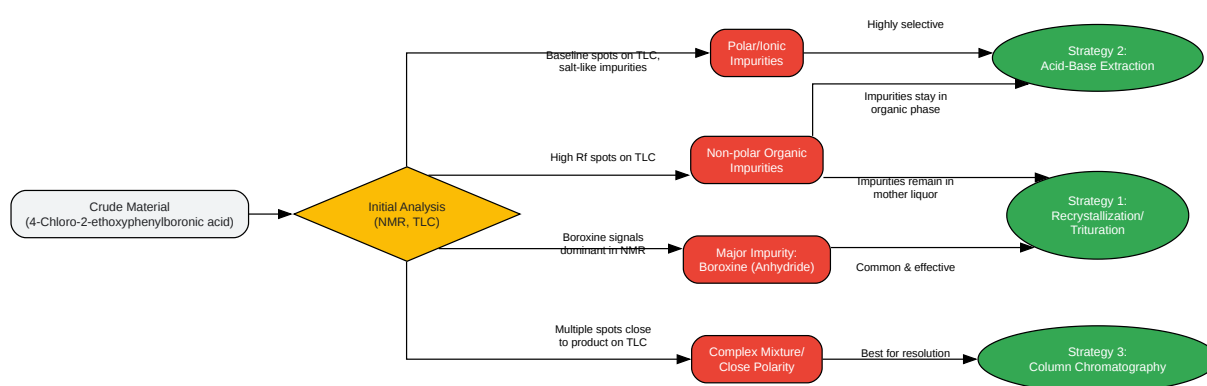 Highly selective
Baseline spots on TLC,
salt-like impurities
Polar/Ionic
Impurities
Strategy 2:
Acid-Base Extraction
Impurities stay in
organic phase
High Rf spots on TLC
Non-polar Organic
Impurities
Impurities remain in
mother liquor
Crude Material
(4-Chloro-2-ethoxyphenylboronic acid)
Initial Analysis
(NMR, TLC)
Strategy 1:
Recrystallization/
Trituration
Boroxine signals
dominant in NMR
Major Impurity:
Boroxine (Anhydride)
Common & effective
Multiple spots close
to product on TLC
Complex Mixture/
Close Polarity
Best for resolution
Strategy 3:
Column Chromatography